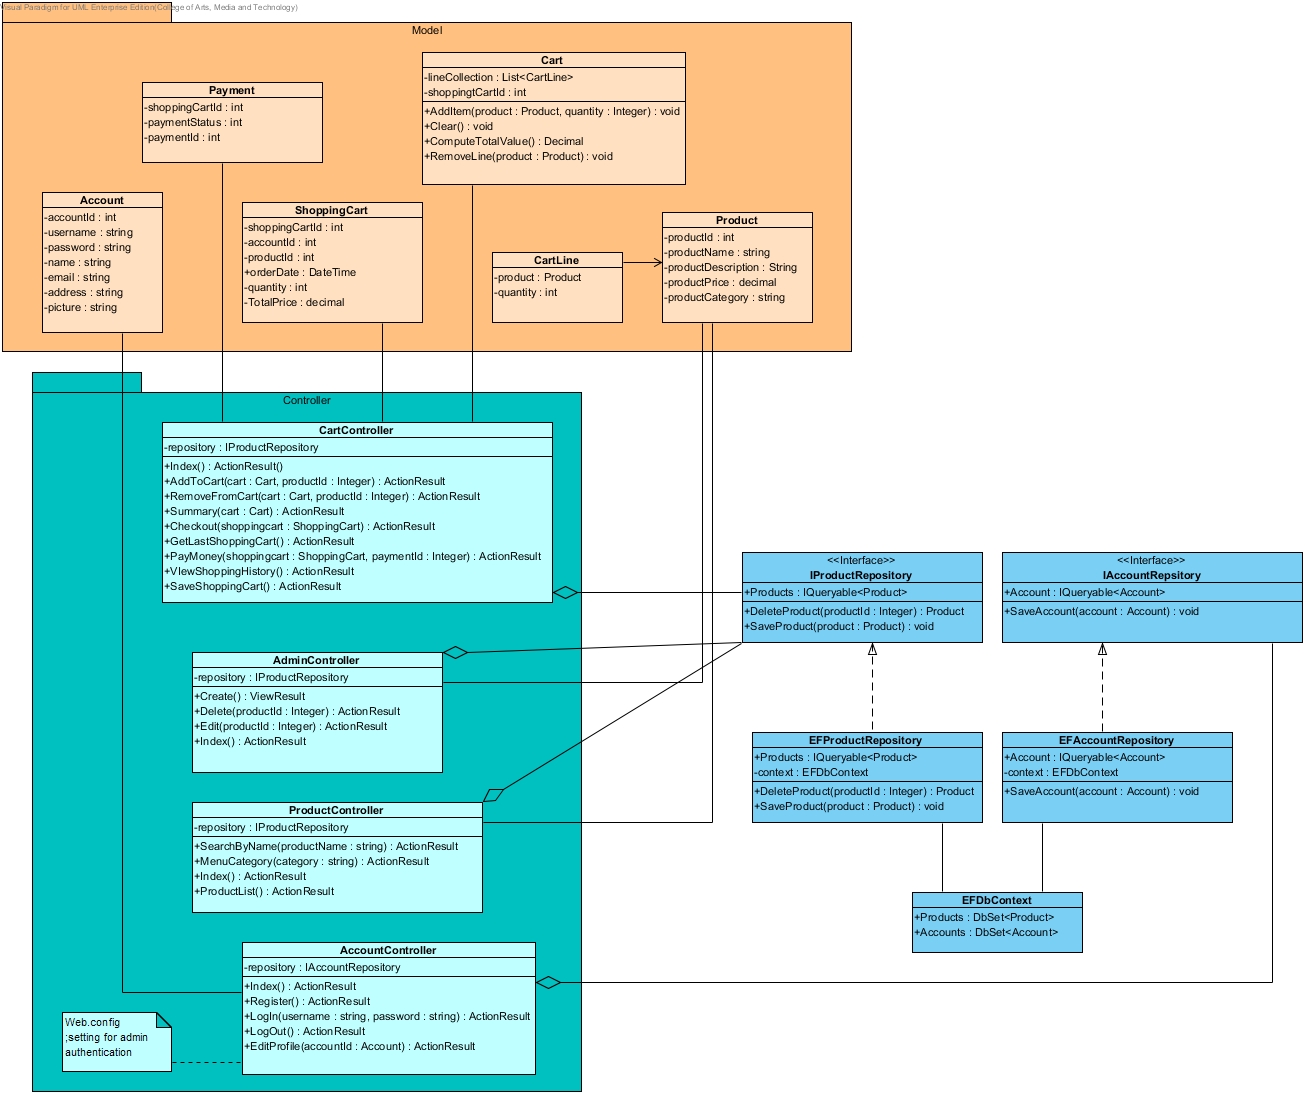 Visual Paradigm for UML Enterprise Edition(College of Arts, Media and Technology)
Model
Payment
-shoppingCartId : int
-paymentStatus : int
-paymentId : int
Cart
-lineCollection : List<CartLine>
-shoppingtCartId : int
+AddItem(product : Product, quantity : Integer) : void
+Clear() : void
+ComputeTotalValue() : Decimal
+RemoveLine(product : Product) : void
Account
-accountId : int
-username : string
-password : string
-name : string
-email : string
-address : string
-picture : string
ShoppingCart
-shoppingCartId : int
-accountId : int
-productId : int
+orderDate : DateTime
-quantity : int
-TotalPrice : decimal
CartLine
-product : Product
-quantity : int
Product
-productId : int
-productName : string
-productDescription : String
-productPrice : decimal
-productCategory : string
Controller
CartController
-repository : IProductRepository
+Index() : ActionResult()
+AddToCart(cart : Cart, productId : Integer) : ActionResult
+RemoveFromCart(cart : Cart, productId : Integer) : ActionResult
+Summary(cart : Cart) : ActionResult
+Checkout(shoppingcart : ShoppingCart) : ActionResult
+GetLastShoppingCart() : ActionResult
+PayMoney(shoppingcart : ShoppingCart, paymentId : Integer) : ActionResult
+VIewShoppingHistory() : ActionResult
+SaveShoppingCart() : ActionResult
<<Interface>>
IProductRepository
+Products : IQueryable<Product>
+DeleteProduct(productId : Integer) : Product
+SaveProduct(product : Product) : void
<<Interface>>
IAccountRepsitory
+Account : IQueryable<Account>
+SaveAccount(account : Account) : void
AdminController
-repository : IProductRepository
+Create() : ViewResult
+Delete(productId : Integer) : ActionResult
+Edit(productId : Integer) : ActionResult
+Index() : ActionResult
EFProductRepository
+Products : IQueryable<Product>
-context : EFDbContext
+DeleteProduct(productId : Integer) : Product
+SaveProduct(product : Product) : void
EFAccountRepository
+Account : IQueryable<Account>
-context : EFDbContext
+SaveAccount(account : Account) : void
ProductController
-repository : IProductRepository
+SearchByName(productName : string) : ActionResult
+MenuCategory(category : string) : ActionResult
+Index() : ActionResult
+ProductList() : ActionResult
EFDbContext
+Products : DbSet<Product>
+Accounts : DbSet<Account>
AccountController
-repository : IAccountRepository
+Index() : ActionResult
+Register() : ActionResult
+LogIn(username : string, password : string) : ActionResult
+LogOut() : ActionResult
+EditProfile(accountId : Account) : ActionResult
Web.config
;setting for admin
authentication